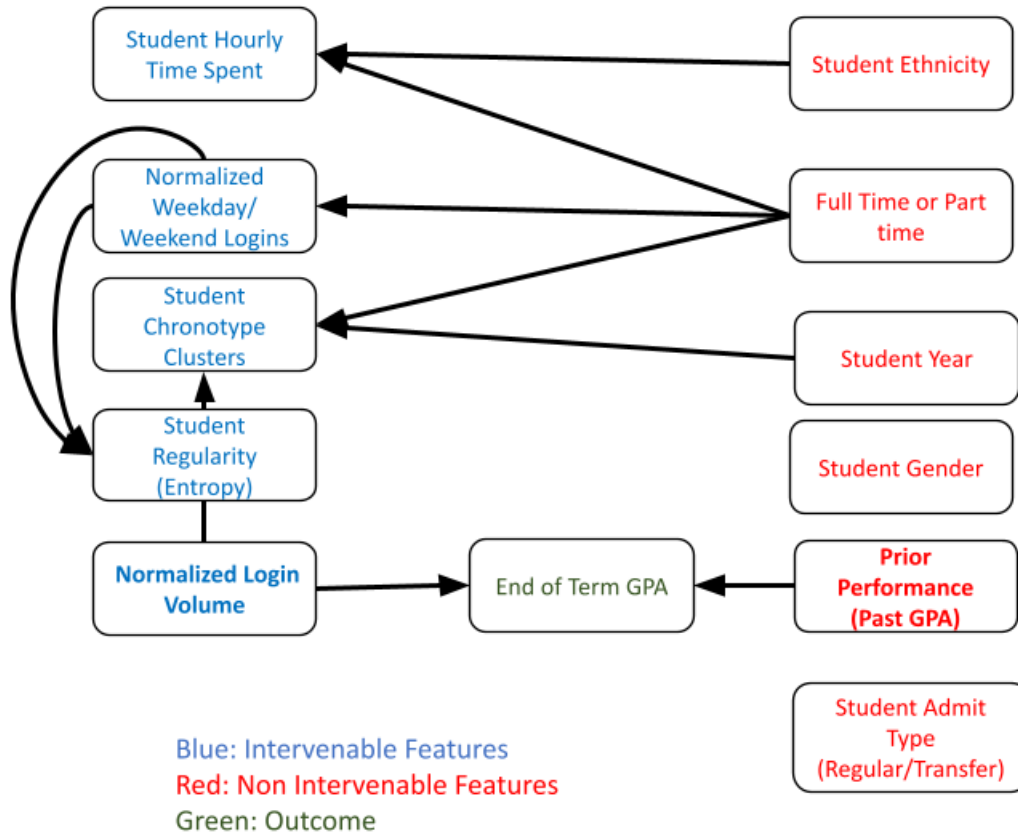 Student Hourly
Time Spent
Student Ethnicity
Normalized
Weekday/
Weekend Logins
Full Time or Part
time
Student
Chronotype
Clusters
Student Year
Student
Regularity
(Entropy)
Student Gender
Normalized Login
Volume
End of Term GPA
Prior
Performance
(Past GPA)
Student Admit
Type
(Regular/Transfer)
Blue: Intervenable Features
Red: Non Intervenable Features
Green: Outcome